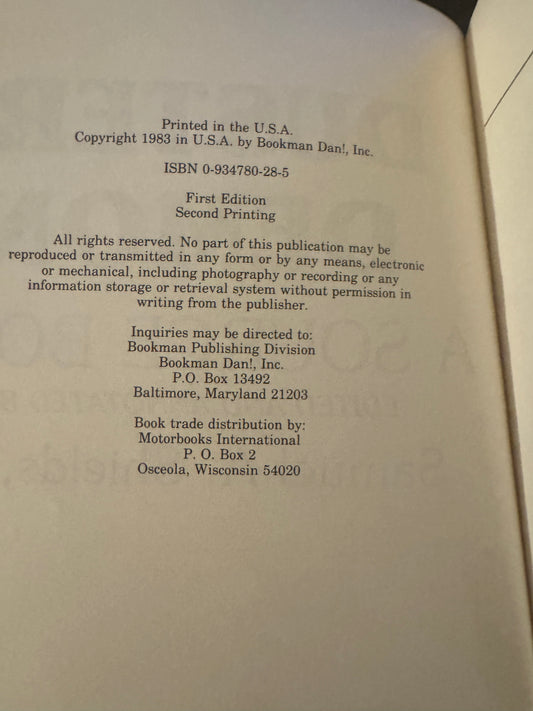 Printed in the U.S.A.
Copyright 1983 in U.S.A. by Bookman Dan!, Inc.
ISBN 0-934780-28-5
First Edition
Second Printing
All rights reserved. No part of this publication may be
reproduced or transmitted in any form or by any means, electronic
or mechanical, including photography or recording or any
information storage or retrieval system without permission in
writing from the publisher.
Inquiries may be directed to:
Bookman Publishing Division
Bookman Dan!, Inc.
P.O. Box 13492
Baltimore, Maryland 21203
Book trade distribution by:
Motorbooks International
P. O. Box 2
Osceola, Wisconsin 54020